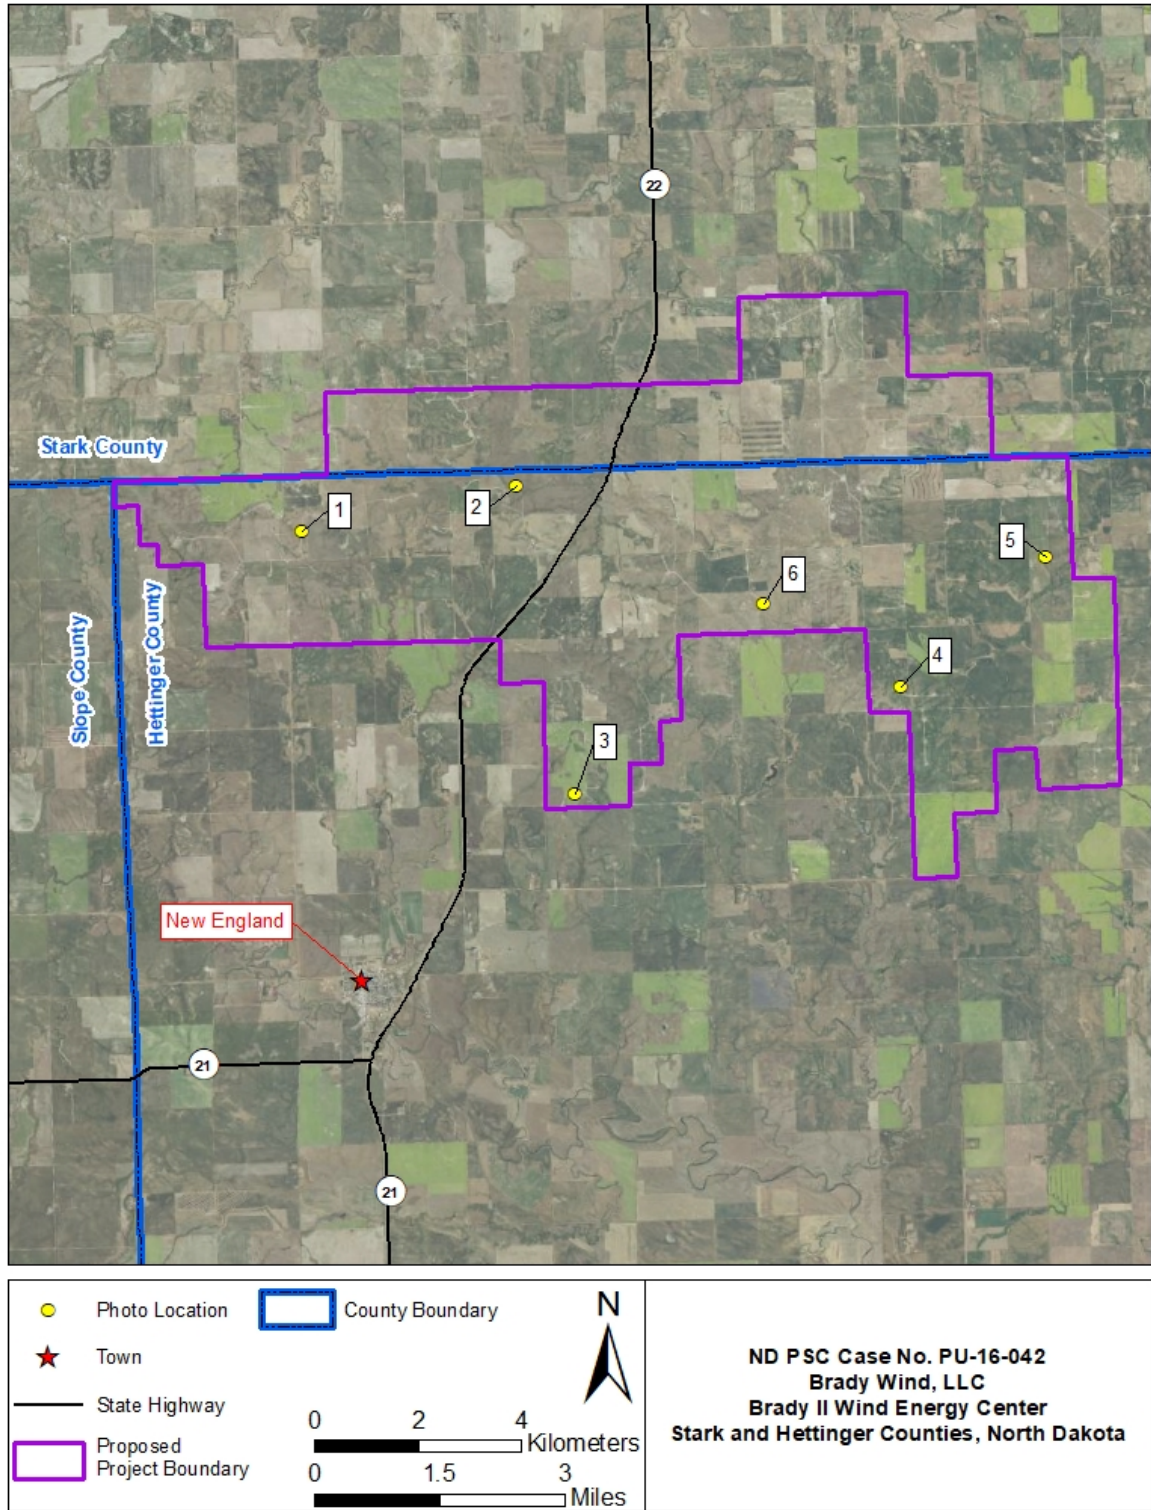 22
Stark County
1
2
5
6
Slope County
Hettinger County
4
3
New England
21
21
Photo Location
County Boundary
N
Town
State Highway
0 2 4
Kilometers
Proposed
Project Boundary
0 1.5 3
Miles
ND PSC Case No. PU-16-042
Brady Wind, LLC
Brady II Wind Energy Center
Stark and Hettinger Counties, North Dakota